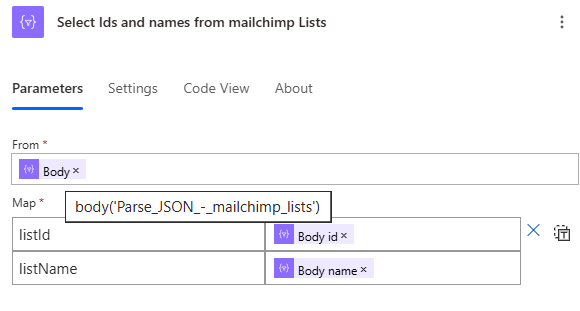 Select Ids and names from mailchimp Lists
Parameters Settings Code View About
From *
Body ×
Map *
body('Parse_JSON_-_mailchimp_lists')
listId Body id ×
listName Body name ×